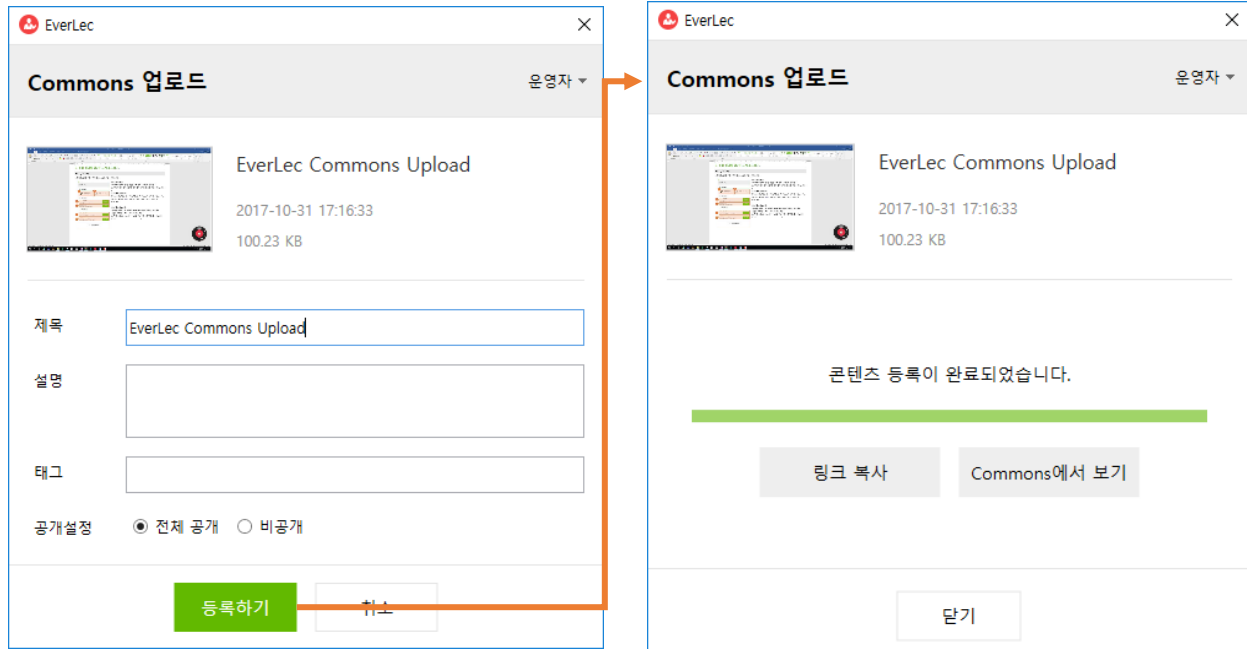 EverLec
Commons 업로드
운영자
EverLec Commons Upload
2017-10-31 17:16:33
100.23 KB
제목
EverLec Commons Upload
설명
태그
공개설정
전체 공개
비공개
등록하기
취소
EverLec
Commons 업로드
운영자
EverLec Commons Upload
2017-10-31 17:16:33
100.23 KB
콘텐츠 등록이 완료되었습니다.
링크 복사
Commons에서 보기
닫기